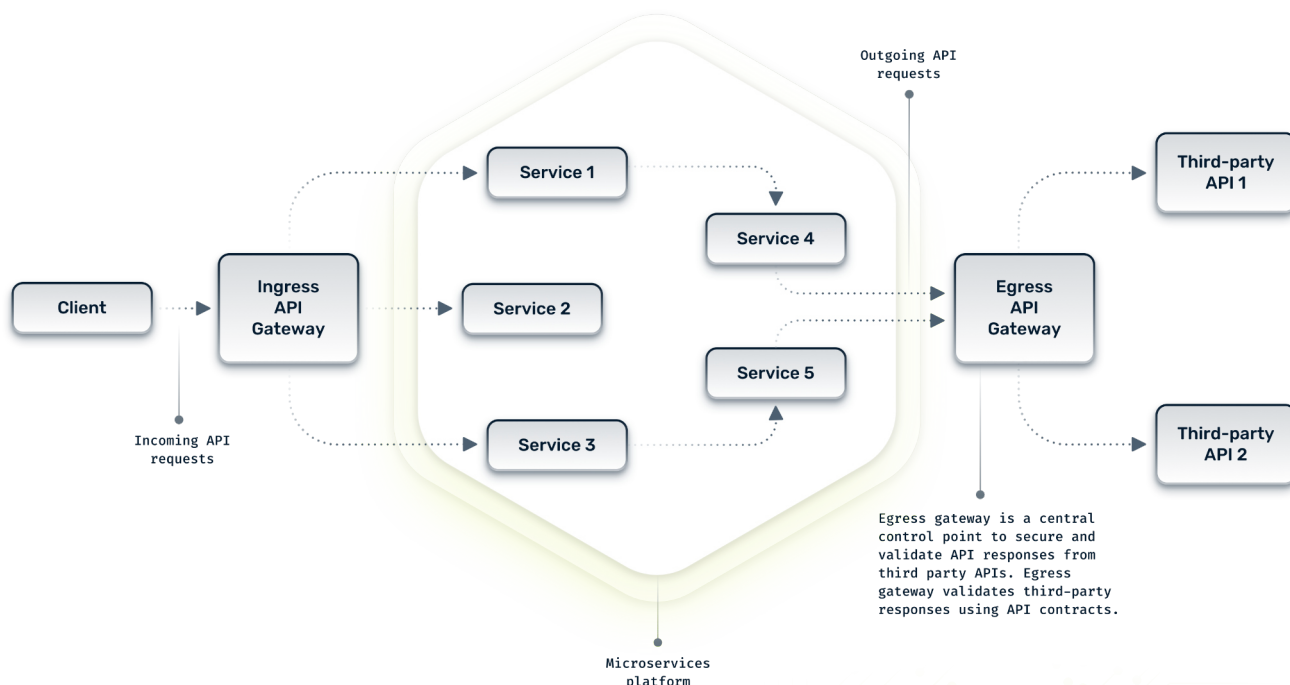 Outgoing API
requests
Third-party
API 1
Service 1
Service 4
Ingress
API
Gateway
Egress
API
Gateway
Client
Service 2
Service 5
Service 3
Third-party
API 2
Incoming API
requests
Egress gateway is a central
control point to secure and
validate API responses from
third party APIs. Egress
gateway validates third-party
responses using API contracts.
Microservices
platform